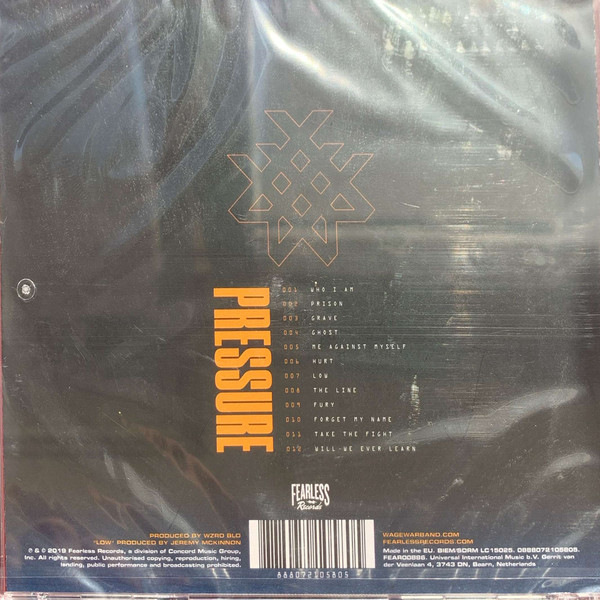 001 WHO I AM
002 PRISON
003 GRAVE
004 GHOST
005 ME AGAINST MYSELF
006 HURT
007 LOW
008 THE LINE
009 FURY
010 FORGET MY NAME
011 TAKE THE FIGHT
012 WILL WE EVER LEARN
PRESSURE
FEARLESS
Records
PRODUCED BY WZRD BLD
"LOW" PRODUCED BY JEREMY MCKINNON
℗ & © 2019 Fearless Records, a division of Concord Music Group,
Inc. All rights reserved. Unauthorised copying, reproduction, hiring,
lending, public performance and broadcasting prohibited.
888072105805
WAGEWARBAND.COM
FEARLESSRECORDS.COM
Made in the EU. BIEM/SDRM LC15025. 0888072105805.
FEAR00898. Universal International Music b.V. Gerrit van
der Veenlaan 4, 3743 DN, Baarn, Netherlands